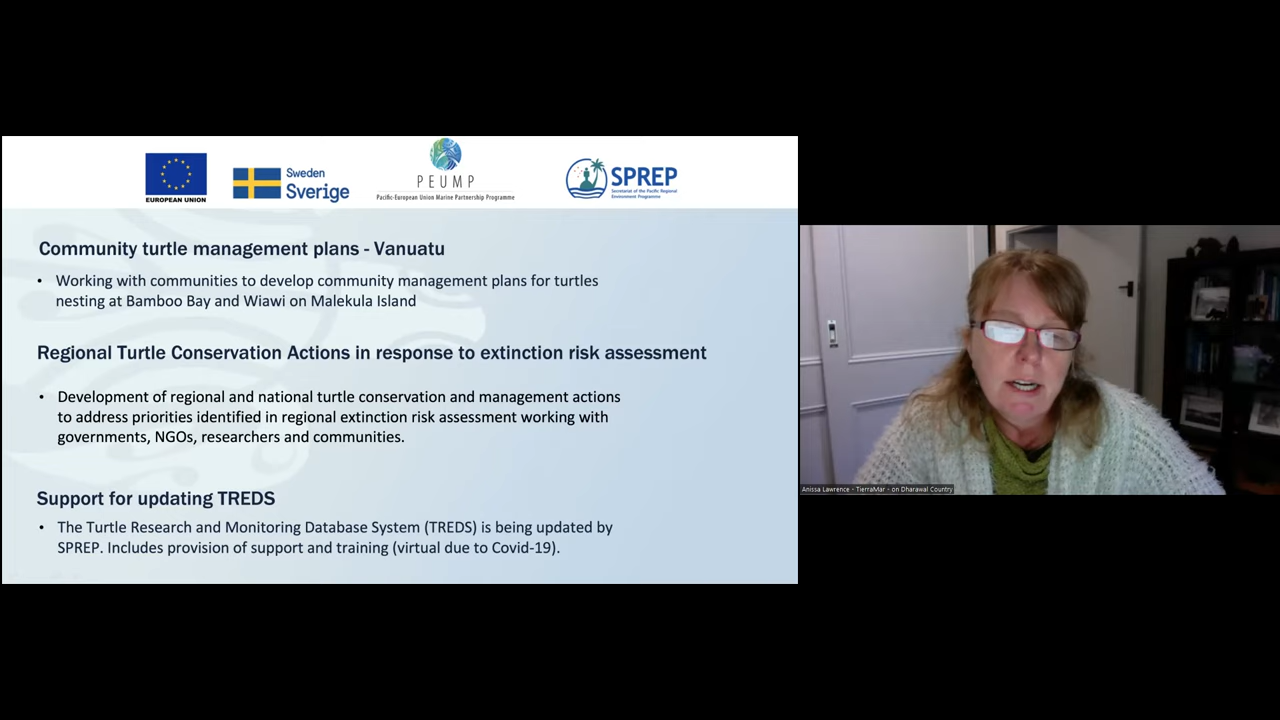 EUROPEAN UNION
Sweden
Sverige
PEUMP
Pacific-European Union Marine Partnership Programme
SPREP
Secretariat of the Pacific Regional
Environment Programme
Community turtle management plans - Vanuatu
• Working with communities to develop community management plans for turtles
nesting at Bamboo Bay and Wiawi on Malekula Island
Regional Turtle Conservation Actions in response to extinction risk assessment
• Development of regional and national turtle conservation and management actions
to address priorities identified in regional extinction risk assessment working with
governments, NGOs, researchers and communities.
Support for updating TREDS
• The Turtle Research and Monitoring Database System (TREDS) is being updated by
SPREP. Includes provision of support and training (virtual due to Covid-19).
Anissa Lawrence - TierraMar - on Dharawal Country